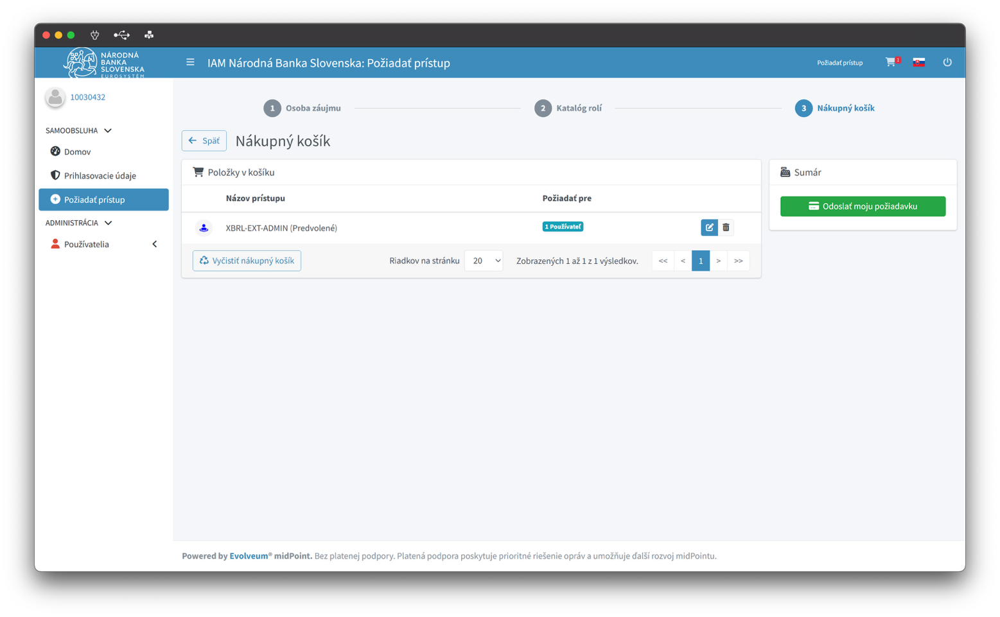 NÁRODNÁ
BANKA
SLOVENSKA
EUROSYSTÉM
IAM Národná Banka Slovenska: Požiadať prístup
Požiadať prístup
1
10030432
SAMOOBSLUHA
Domov
Prihlasovacie údaje
Požiadať prístup
ADMINISTRÁCIA
Používatelia
1 Osoba záujmu
2 Katalóg rolí
3 Nákupný košík
Späť
Nákupný košík
Položky v košíku
Názov prístupu Požiadať pre
XBRL-EXT-ADMIN (Predvolené) 1 Používateľ
Vyčistiť nákupný košík Riadkov na stránku 20 Zobrazených 1 až 1 z 1 výsledkov. << < 1 > >>
Sumár
Odoslať moju požiadavku
Powered by Evolveum® midPoint. Bez platenej podpory. Platená podpora poskytuje prioritné riešenie opráv a umožňuje ďalší rozvoj midPointu.